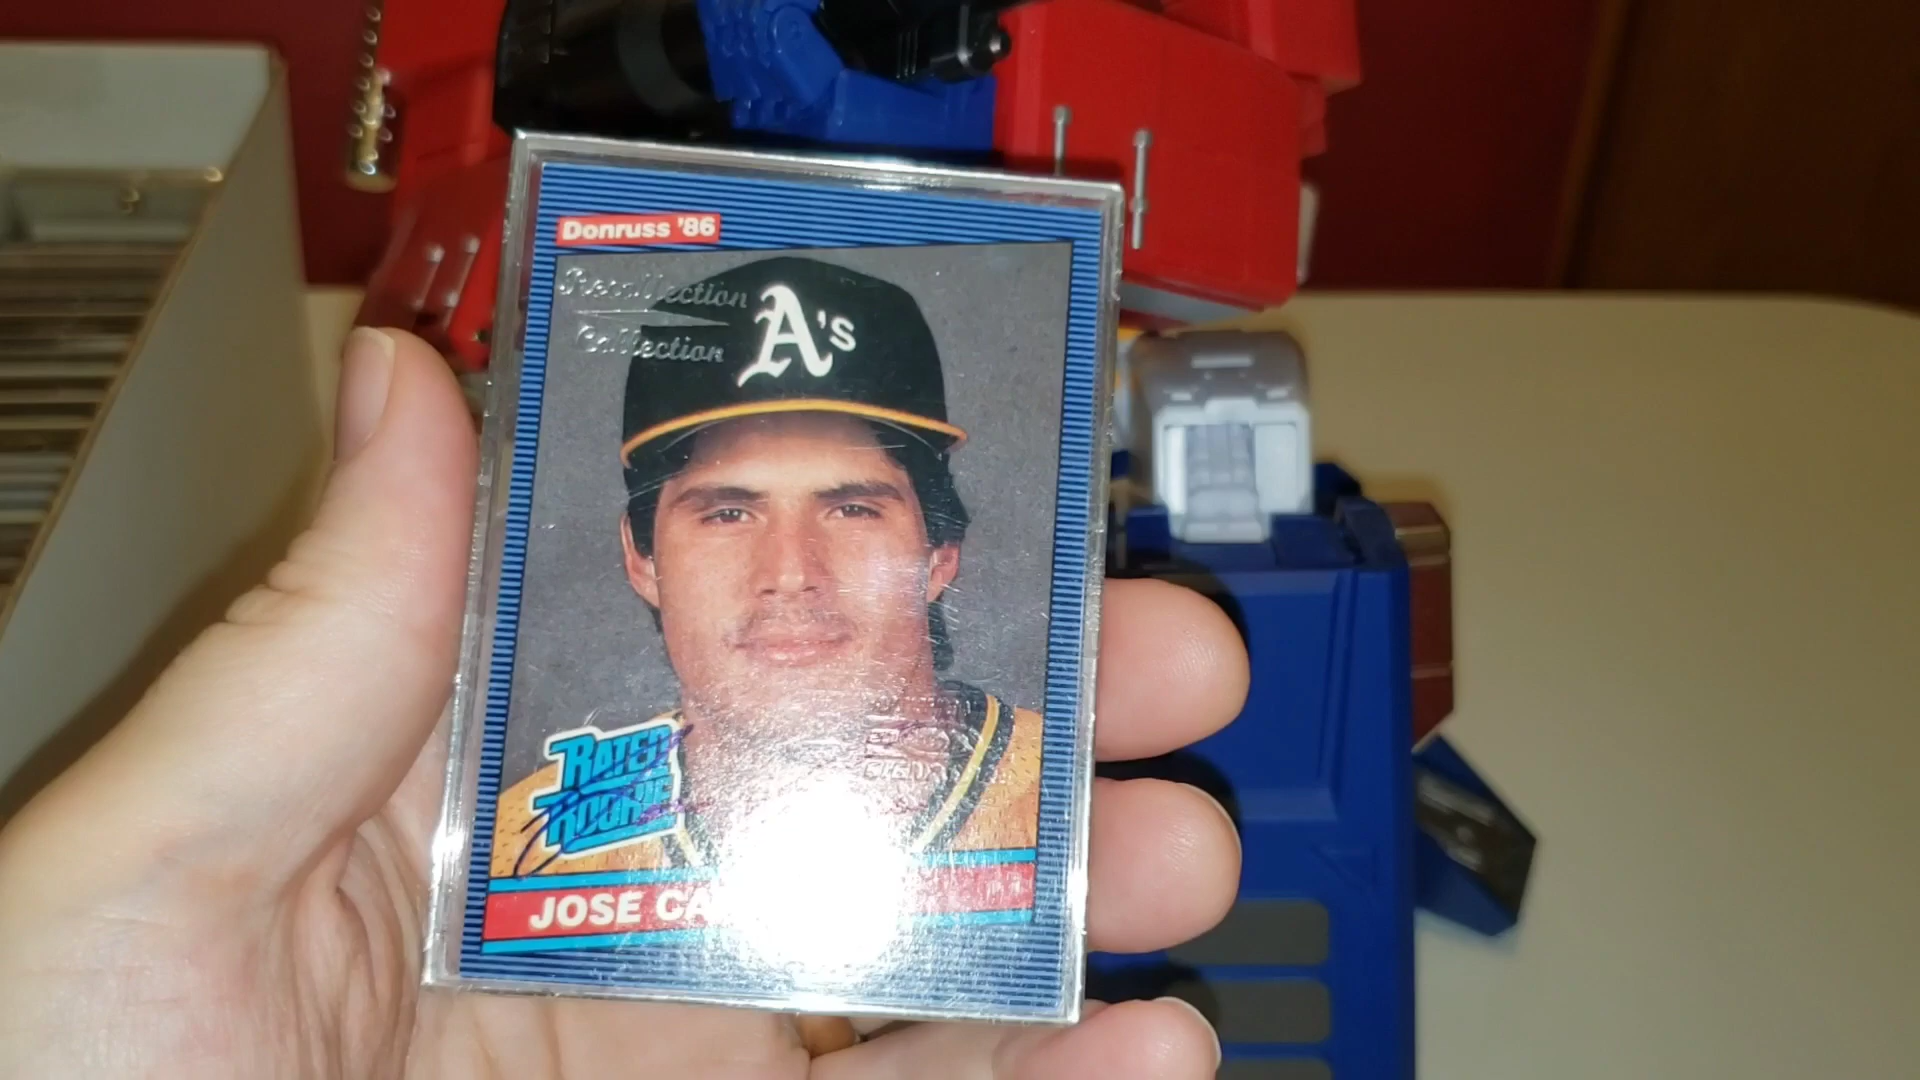 Donruss '86
Recollection
Collection
A's
RATED
ROOKIE
JOSE CA